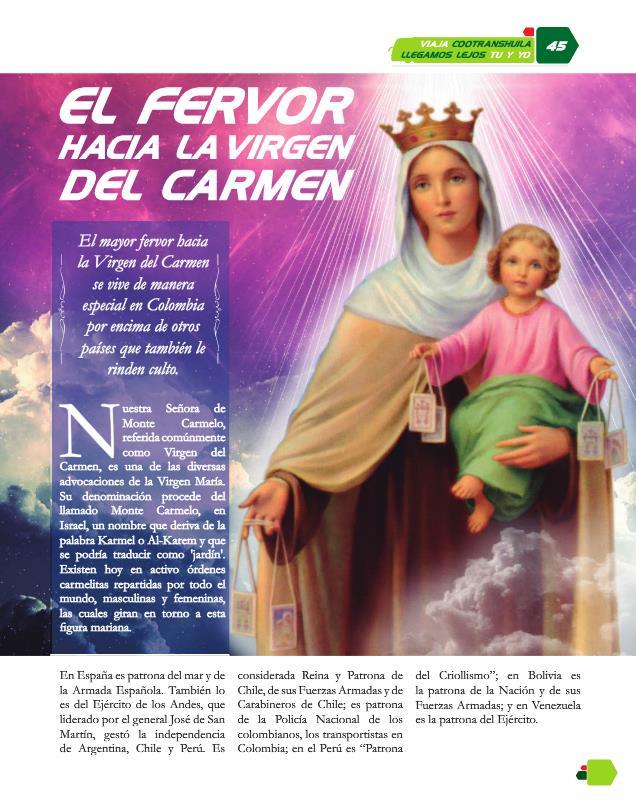 VIAJA COOTRANSHUILA
LLEGAMOS LEJOS TU Y YO
45
EL FERVOR
HACIA LA VIRGEN
DEL CARMEN
El mayor fervor hacia
la Virgen del Carmen
se vive de manera
especial en Colombia
por encima de otros
países que también le
rinden culto.
Nuestra Señora de
Monte Carmelo,
referida comúnmente
como Virgen del
Carmen, es una de las diversas
advocaciones de la Virgen María.
Su denominación procede del
llamado Monte Carmelo, en
Israel, un nombre que deriva de la
palabra Karmel o Al-Karem y que
se podría traducir como 'jardín'.
Existen hoy en activo órdenes
carmelitas repartidas por todo el
mundo, masculinas y femeninas,
las cuales giran en torno a esta
figura mariana.
En España es patrona del mar y de
la Armada Española. También lo
es del Ejército de los Andes, que
liderado por el general José de San
Martín, gestó la independencia
de Argentina, Chile y Perú. Es
considerada Reina y Patrona de
Chile, de sus Fuerzas Armadas y de
Carabineros de Chile; es patrona
de la Policía Nacional de los
colombianos, los transportistas en
Colombia; en el Perú es “Patrona
del Criollismo”; en Bolivia es
la patrona de la Nación y de sus
Fuerzas Armadas; y en Venezuela
es la patrona del Ejército.